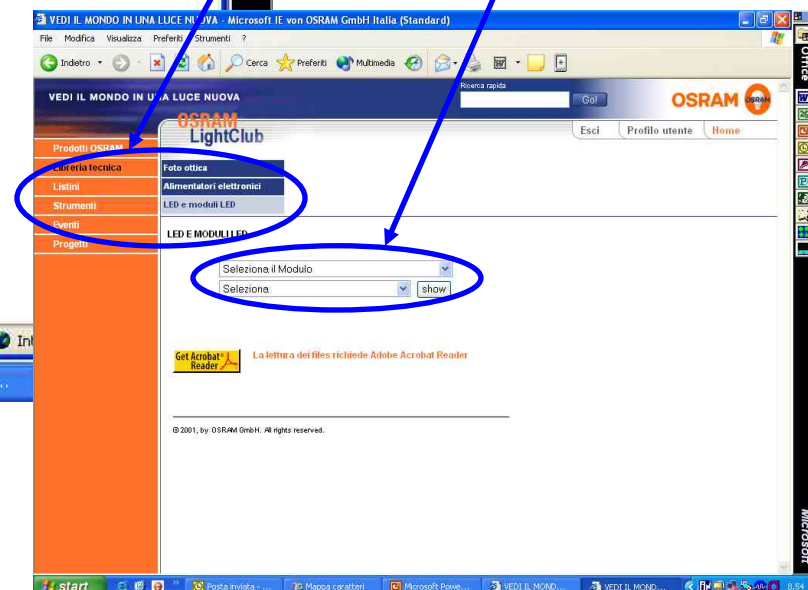 VEDI IL MONDO IN UNA LUCE NUOVA - Microsoft IE von OSRAM GmbH Italia (Standard)
File Modifica Visualizza Preferiti Strumenti ?
Indietro Cerca Preferiti Multimedia
Office
Ricerca rapida
VEDI IL MONDO IN UNA LUCE NUOVA
Go!
OSRAM OSRAM
OSRAM
LightClub
Esci Profilo utente Home
Prodotti OSRAM
Libreria tecnica
Listini
Strumenti
Eventi
Progetti
Foto ottica
Alimentatori elettronici
LED e moduli LED
LED E MODULI LED
Seleziona il Modulo
Seleziona show
Int
Get Acrobat® Reader
La lettura dei files richiede Adobe Acrobat Reader
© 2001, by OSRAM GmbH. All rights reserved.
Microsoft
start Posta inviata - ... Mappa caratteri Microsoft Powe... VEDI IL MOND... VEDI IL MOND... 8.54